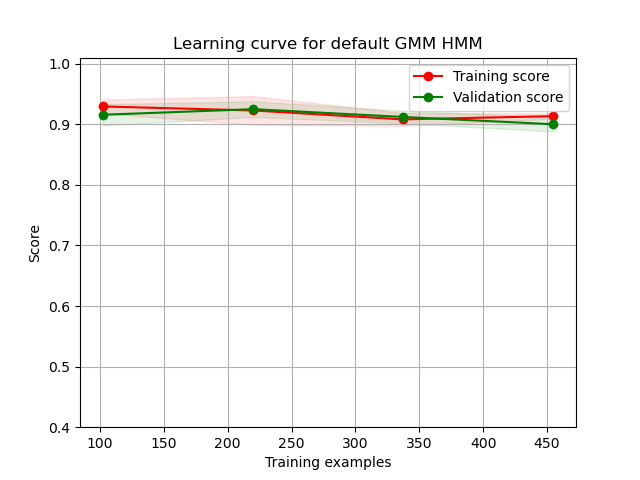 Learning curve for default GMM HMM
Training score
Validation score
1.0
0.9
0.8
0.7
0.6
0.5
0.4
Score
100 150 200 250 300 350 400 450
Training examples